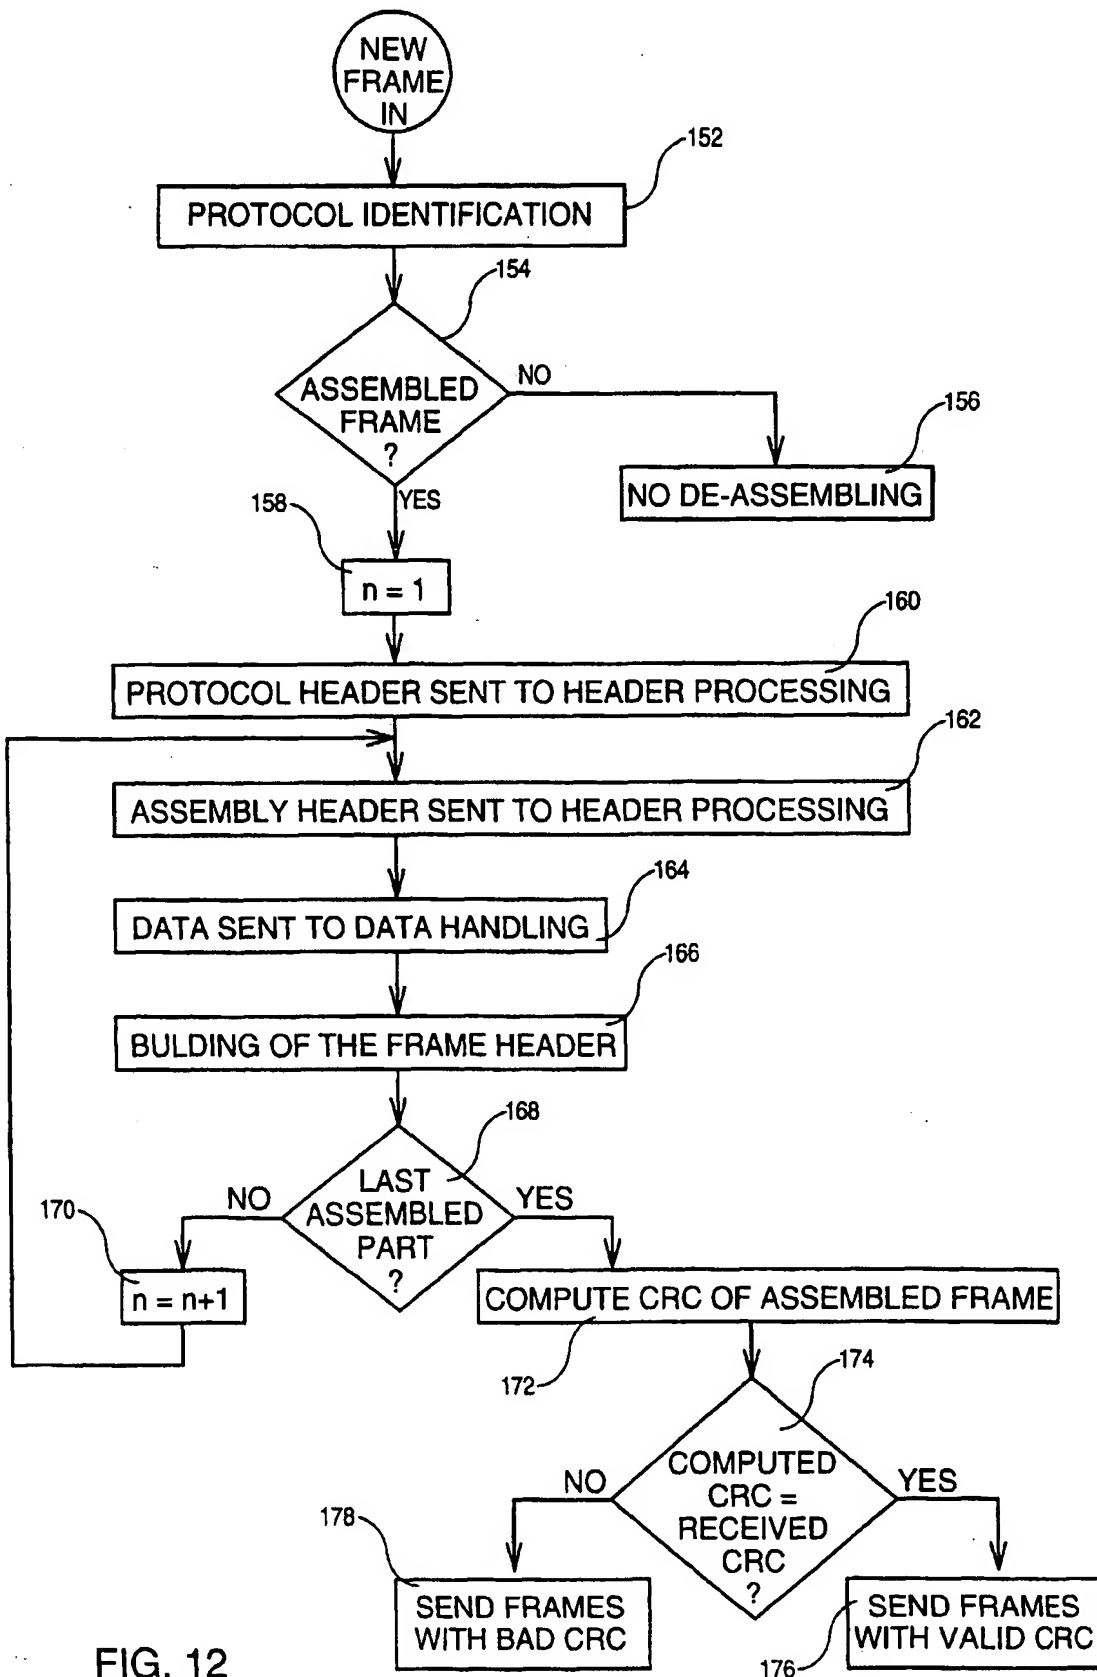 NEW
FRAME
IN
152
PROTOCOL IDENTIFICATION
154
ASSEMBLED
FRAME
?
NO
156
NO DE-ASSEMBLING
YES
158
n = 1
160
PROTOCOL HEADER SENT TO HEADER PROCESSING
162
ASSEMBLY HEADER SENT TO HEADER PROCESSING
164
DATA SENT TO DATA HANDLING
166
BULDING OF THE FRAME HEADER
168
LAST
ASSEMBLED
PART
?
NO
YES
170
n = n+1
COMPUTE CRC OF ASSEMBLED FRAME
172
174
COMPUTED
CRC =
RECEIVED
CRC
?
NO
YES
178
SEND FRAMES
WITH BAD CRC
SEND FRAMES
WITH VALID CRC
176
FIG. 12